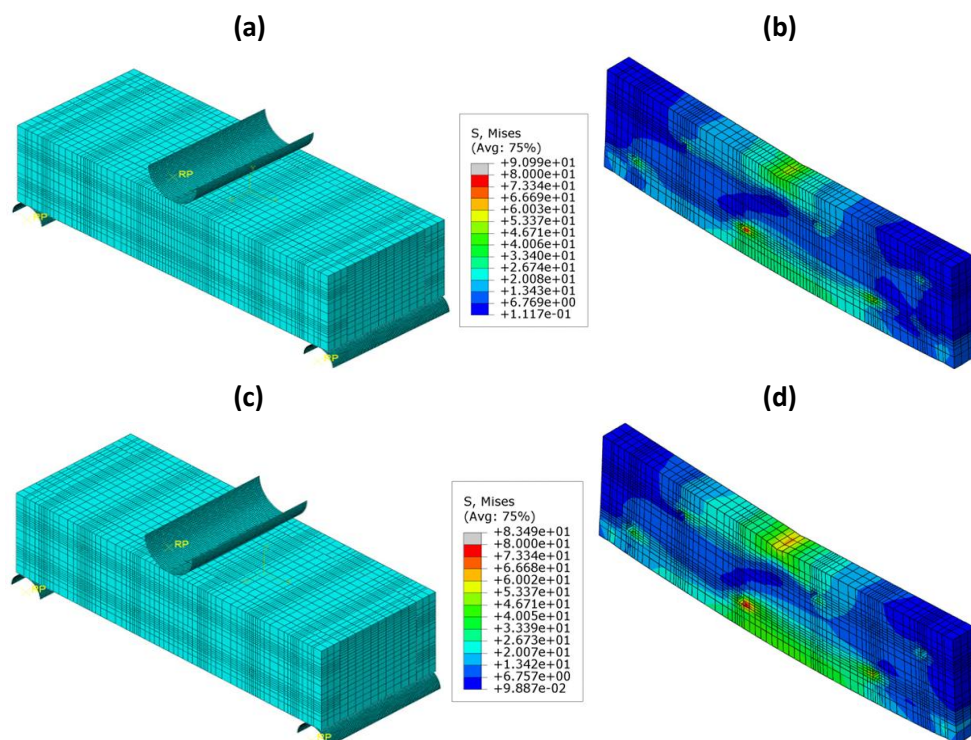 (a)
(b)
RP
RP
RP
S, Mises
(Avg: 75%)
+9.099e+01
+8.000e+01
+7.334e+01
+6.669e+01
+6.003e+01
+5.337e+01
+4.671e+01
+4.006e+01
+3.340e+01
+2.674e+01
+2.008e+01
+1.343e+01
+6.769e+00
+1.117e-01
(c)
(d)
RP
RP
RP
S, Mises
(Avg: 75%)
+8.349e+01
+8.000e+01
+7.334e+01
+6.668e+01
+6.002e+01
+5.337e+01
+4.671e+01
+4.005e+01
+3.339e+01
+2.673e+01
+2.007e+01
+1.342e+01
+6.757e+00
+9.887e-02